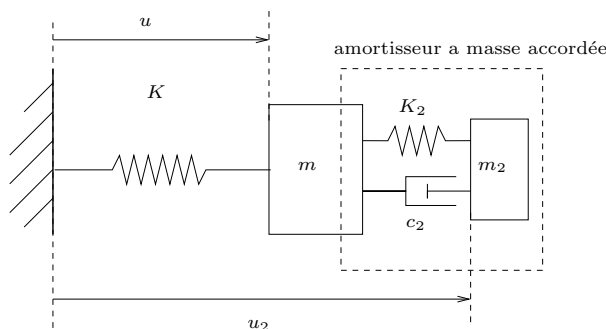 u
amortisseur a masse accordée
K
K₂
m
m₂
c₂
u₂